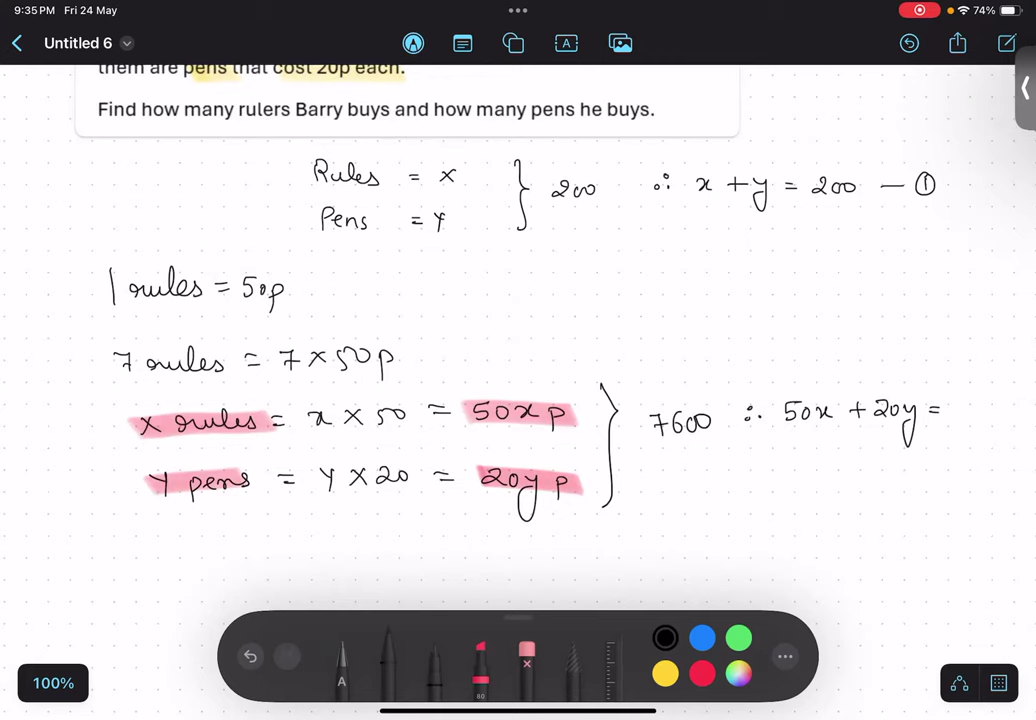 9:35 PM Fri 24 May
74%
Untitled 6
A
them are pens that cost 20p each.
Find how many rulers Barry buys and how many pens he buys.
Rules = x
Pens = y
} 200 ∴ x + y = 200 — ①
1 rules = 50p
7 rules = 7 × 50p
x rules = x × 50 = 50x p
y pens = y × 20 = 20y p
} 7600 ∴ 50x + 20y =
A
80
100%